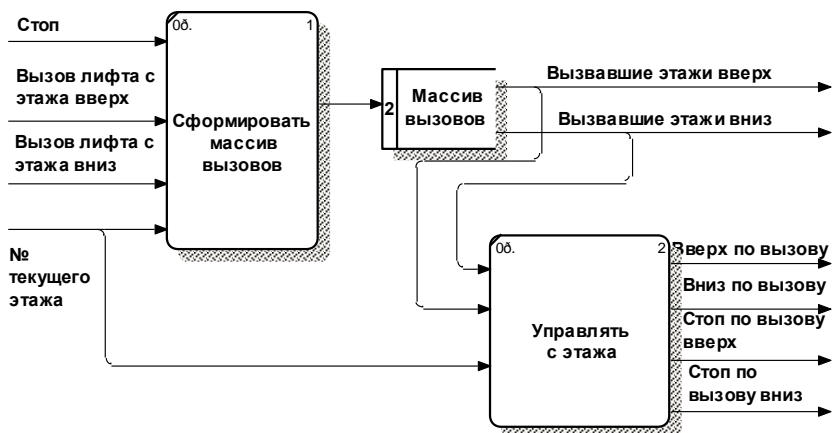 Стоп
0ð.
1
Вызов лифта с
этажа вверх
Сформировать
массив
вызовов
Вызов лифта с
этажа вниз
№
текущего
этажа
2
Массив
вызовов
Вызвавшие этажи вверх
Вызвавшие этажи вниз
0ð.
2
Управлять
с этажа
Вверх по вызову
Вниз по вызову
Стоп по вызову
вверх
Стоп по
вызову вниз